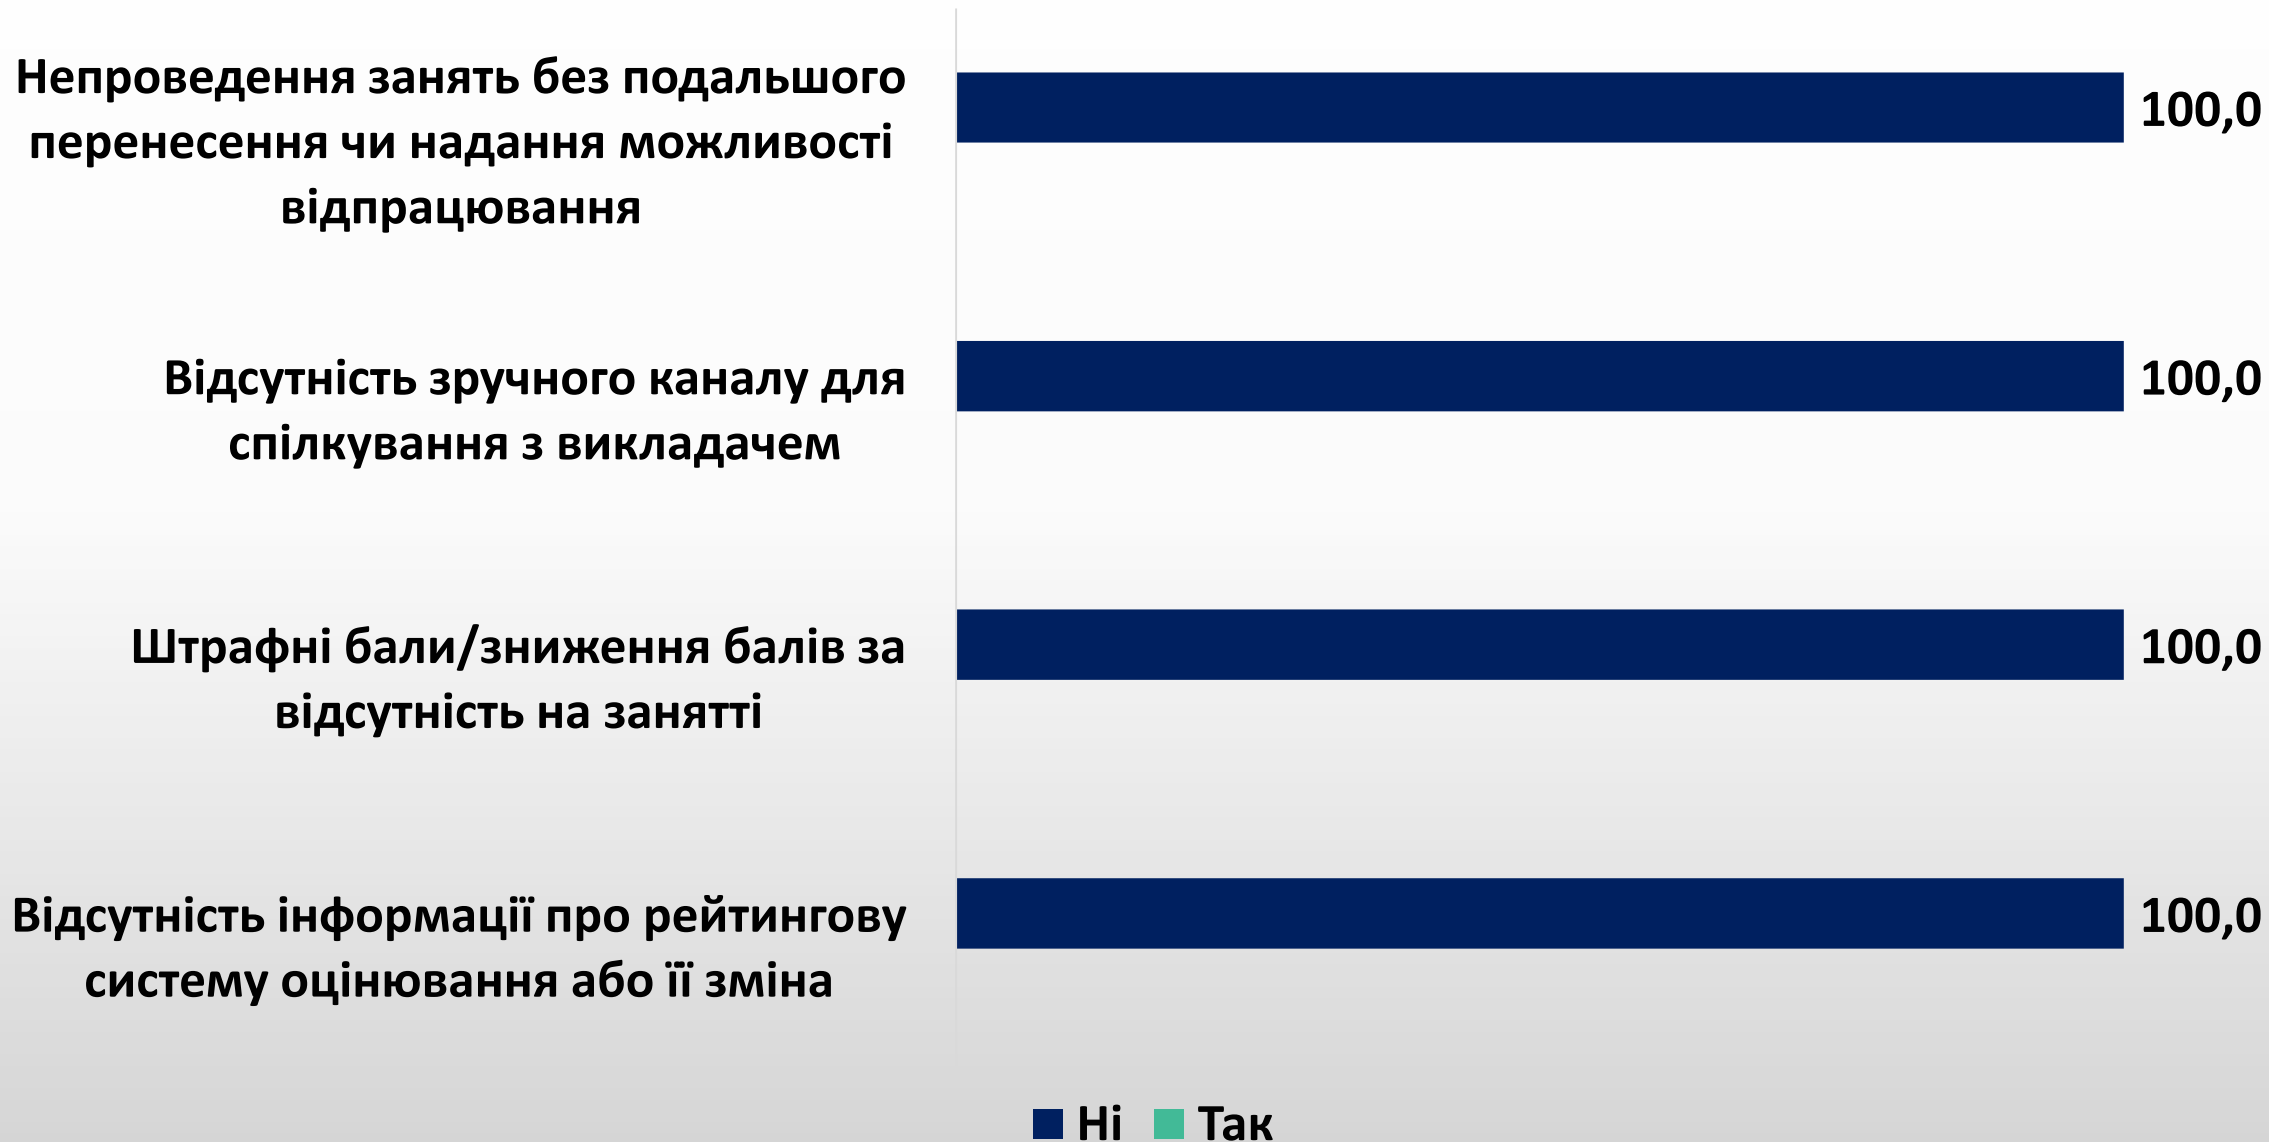 Непроведення занять без подальшого
перенесення чи надання можливості
відпрацювання
100,0
Відсутність зручного каналу для
спілкування з викладачем
100,0
Штрафні бали/зниження балів за
відсутність на занятті
100,0
Відсутність інформації про рейтингову
систему оцінювання або її зміна
100,0
Ні Так